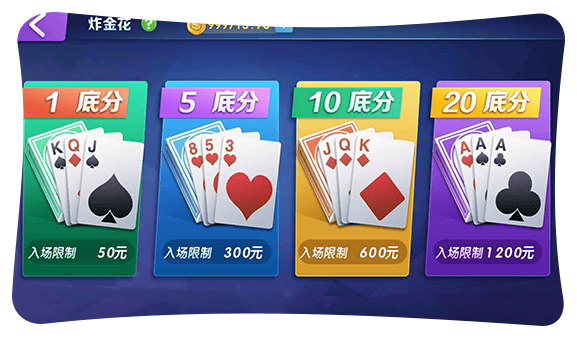 炸金花 ?
1 底分
5 底分
10 底分
20 底分
K Q J
8 5 3
J Q K
A A A
入场限制 50元
入场限制 300元
入场限制 600元
入场限制 1200元